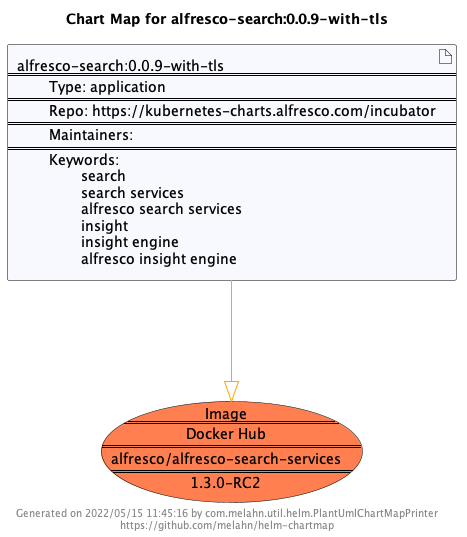 Chart Map for alfresco-search:0.0.9-with-tls
alfresco-search:0.0.9-with-tls
Type: application
Repo: https://kubernetes-charts.alfresco.com/incubator
Maintainers:
Keywords:
search
search services
alfresco search services
insight
insight engine
alfresco insight engine
Image
Docker Hub
alfresco/alfresco-search-services
1.3.0-RC2
Generated on 2022/05/15 11:45:16 by com.melahn.util.helm.PlantUmlChartMapPrinter
https://github.com/melahn/helm-chartmap